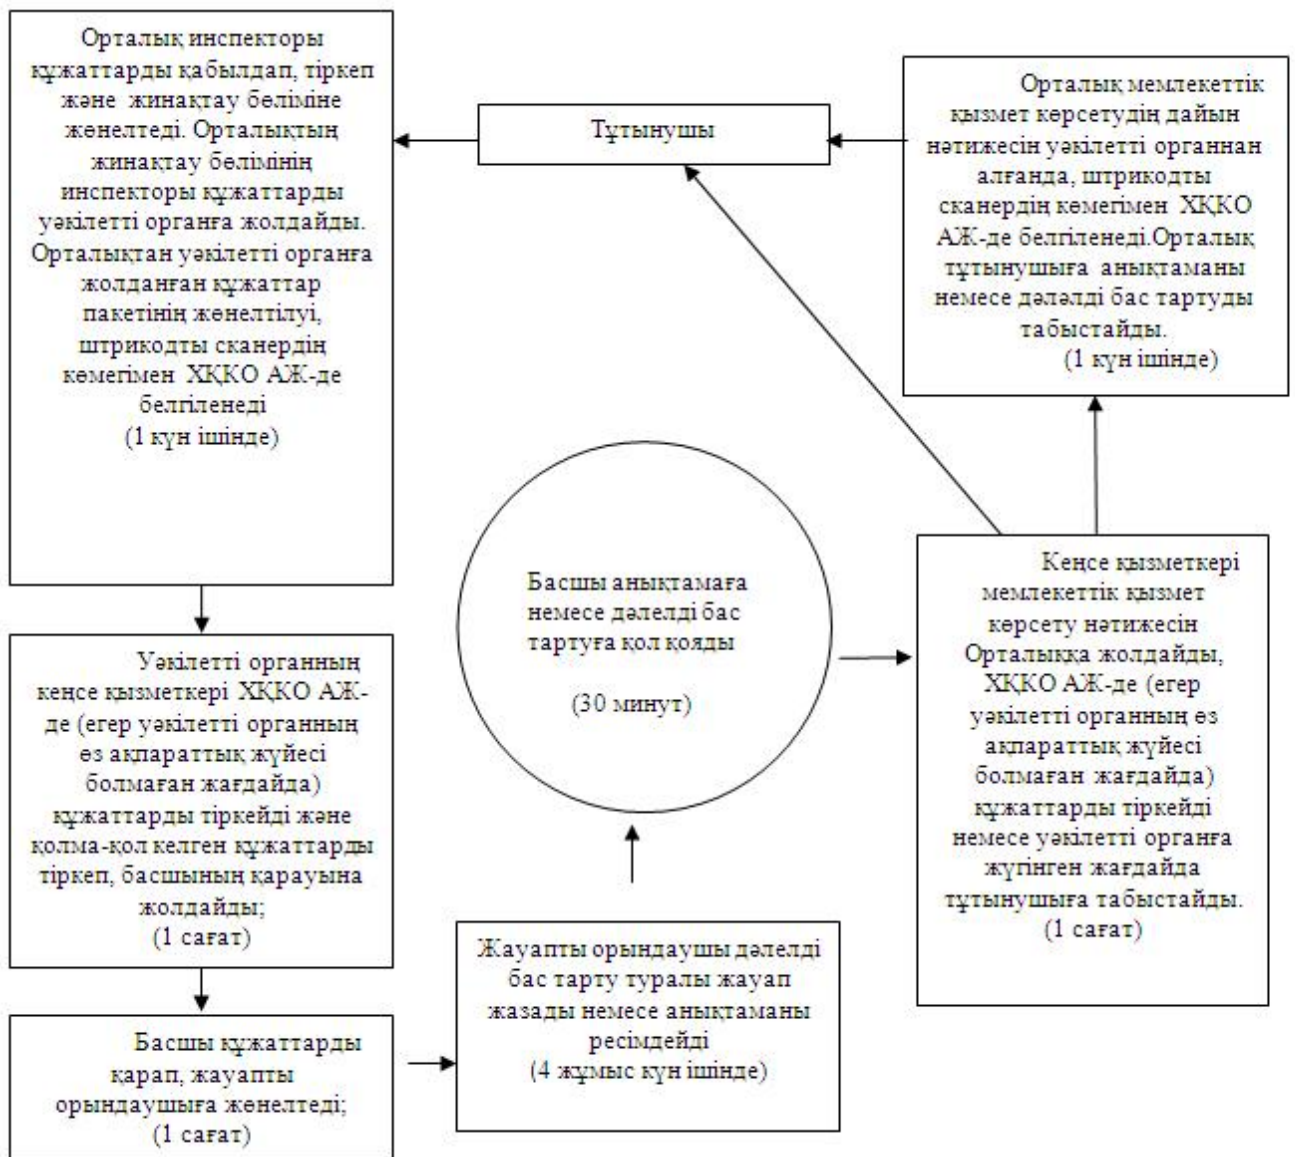 Орталық инспекторы
құжаттарды қабылдап, тіркеп
және жинақтау бөліміне
жөнелтеді. Орталықтың
жинақтау бөлімінің
инспекторы құжаттарды
уәкілетті органға жолдайды.
Орталықтан уәкілетті органға
жолданған құжаттар
пакетінің жөнелтілуі,
штрикодты сканердің
көмегімен ХҚКО АЖ-де
белгіленеді
(1 күн ішінде)
Тұтынушы
Орталық мемлекеттік
қызмет көрсетудің дайын
нәтижесін уәкілетті органнан
алғанда, штрикодты
сканердің көмегімен ХҚКО
АЖ-де белгіленеді.Орталық
тұтынушыға анықтаманы
немесе дәләлді бас тартуды
табыстайды.
(1 күн ішінде)
Уәкілетті органның
кеңсе қызметкері ХҚКО АЖ-
де (егер уәкілетті органның
өз ақпараттық жүйесі
болмаған жағдайда)
құжаттарды тіркейді және
қолма-қол келген құжаттарды
тіркеп, басшының қарауына
жолдайды;
(1 сағат)
Басшы құжаттарды
қарап, жауапты
орындаушыға жөнелтеді;
(1 сағат)
Жауапты орындаушы дәлелді
бас тарту туралы жауап
жазады немесе анықтаманы
ресімдейді
(4 жұмыс күн ішінде)
Басшы анықтамаға
немесе дәлелді бас
тартуға қол қояды
(30 минут)
Кеңсе қызметкері
мемлекеттік қызмет
көрсету нәтижесін
Орталыққа жолдайды,
ХҚКО АЖ-де (егер
уәкілетті органның өз
ақпараттық жүйесі
болмаған жағдайда)
құжаттарды тіркейді
немесе уәкілетті органға
жүгінген жағдайда
тұтынушыға табыстайды.
(1 сағат)